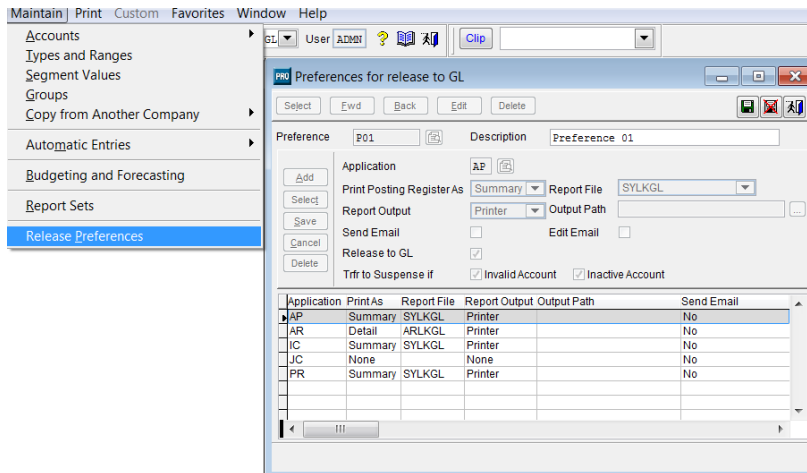 Maintain Print Custom Favorites Window Help
GL User ADMN ? Clip
Accounts
Types and Ranges
Segment Values
Groups
Copy from Another Company
Automatic Entries
Budgeting and Forecasting
Report Sets
Release Preferences
PRO Preferences for release to GL
Select Fwd Back Edit Delete
Preference P01 Description Preference 01
Add
Select
Save
Cancel
Delete
Application AP
Print Posting Register As Summary Report File SYLKGL
Report Output Printer Output Path ...
Send Email Edit Email
Release to GL
Trfr to Suspense if Invalid Account Inactive Account
Application Print As Report File Report Output Output Path Send Email
AP Summary SYLKGL Printer No
AR Detail ARLKGL Printer No
IC Summary SYLKGL Printer No
JC None None No
PR Summary SYLKGL Printer No